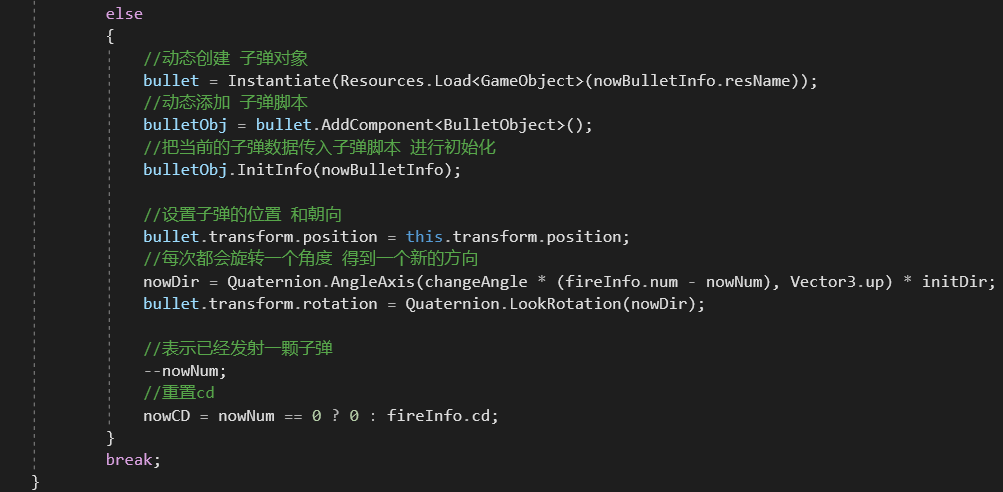 else
{
//动态创建 子弹对象
bullet = Instantiate(Resources.Load<GameObject>(nowBulletInfo.resName));
//动态添加 子弹脚本
bulletObj = bullet.AddComponent<BulletObject>();
//把当前的子弹数据传入子弹脚本 进行初始化
bulletObj.InitInfo(nowBulletInfo);
//设置子弹的位置 和朝向
bullet.transform.position = this.transform.position;
//每次都会旋转一个角度 得到一个新的方向
nowDir = Quaternion.AngleAxis(changeAngle * (fireInfo.num - nowNum), Vector3.up) * initDir;
bullet.transform.rotation = Quaternion.LookRotation(nowDir);
//表示已经发射一颗子弹
--nowNum;
//重置cd
nowCD = nowNum == 0 ? 0 : fireInfo.cd;
}
break;
}